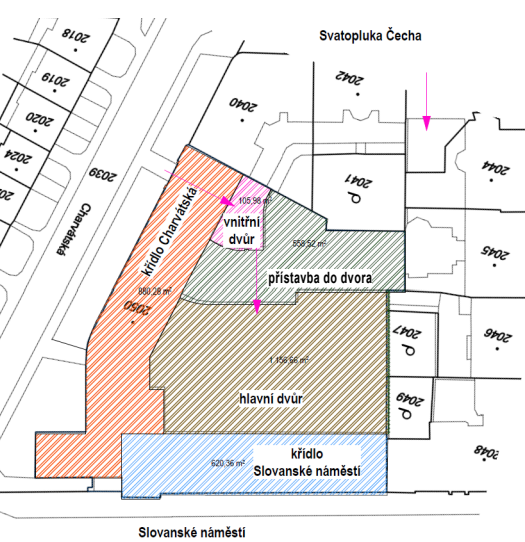 Svatopluka Čecha
2018
2019
2020
2024
2039
2040
2042
2041
2044
2045
2046
2047
2049
2048
Charvátská
křídlo Charvátská
880,28 m²
2050
105,98 m²
vnitřní
dvůr
556,52 m²
přístavba do dvora
1 156,66 m²
hlavní dvůr
620,36 m²
křídlo
Slovanské náměstí
Slovanské náměstí